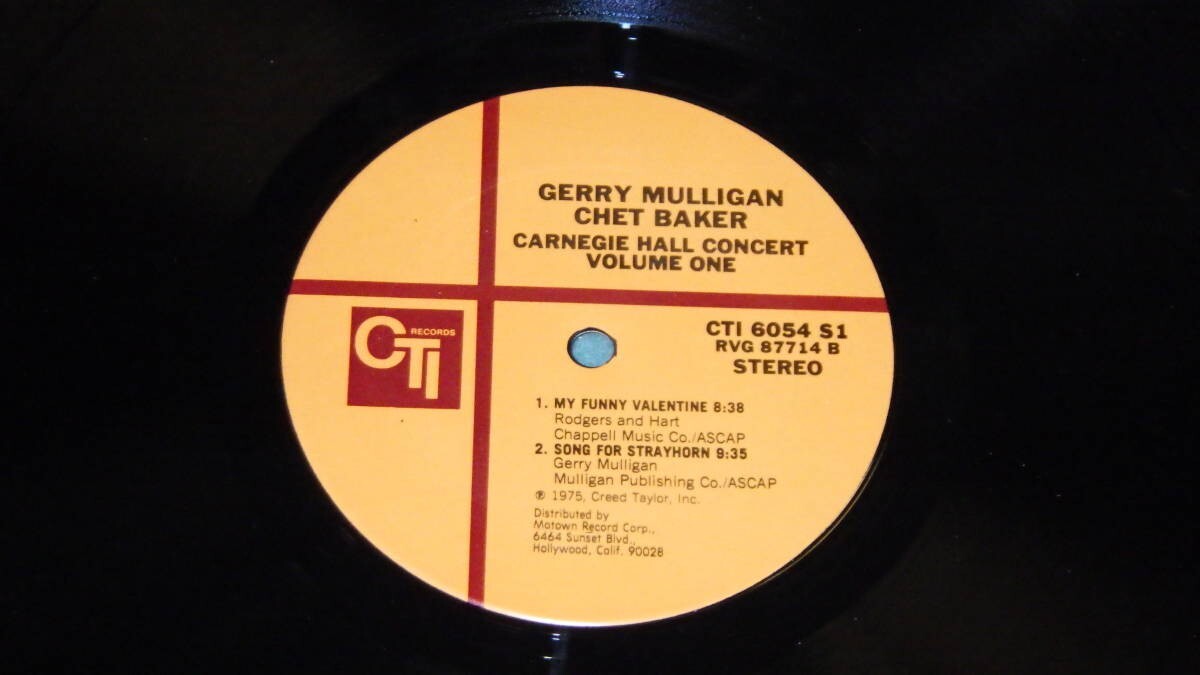 GERRY MULLIGAN
CHET BAKER
CARNEGIE HALL CONCERT
VOLUME ONE
CTI RECORDS
CTI 6054 S1
RVG 87714 B
STEREO
1. MY FUNNY VALENTINE 8:38
Rodgers and Hart
Chappell Music Co./ASCAP
2. SONG FOR STRAYHORN 9:35
Gerry Mulligan
Mulligan Publishing Co./ASCAP
℗ 1975, Creed Taylor, Inc.
Distributed by
Motown Record Corp.,
6464 Sunset Blvd.,
Hollywood, Calif. 90028